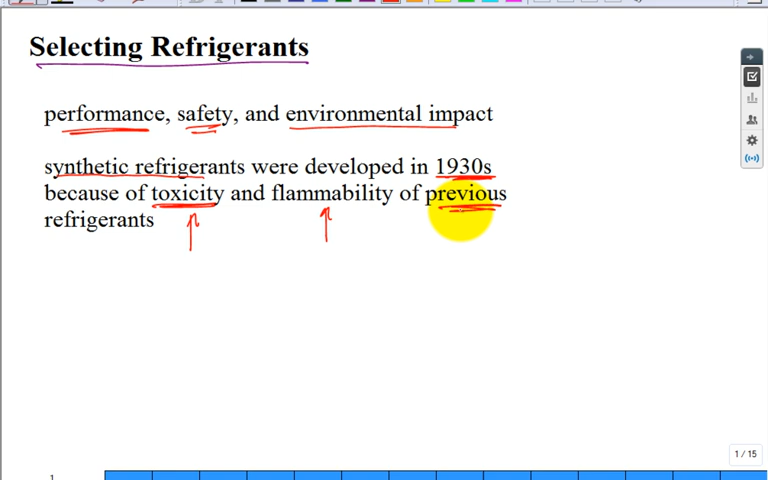 Selecting Refrigerants
performance, safety, and environmental impact
synthetic refrigerants were developed in 1930s
because of toxicity and flammability of previous
refrigerants
1 / 15
1